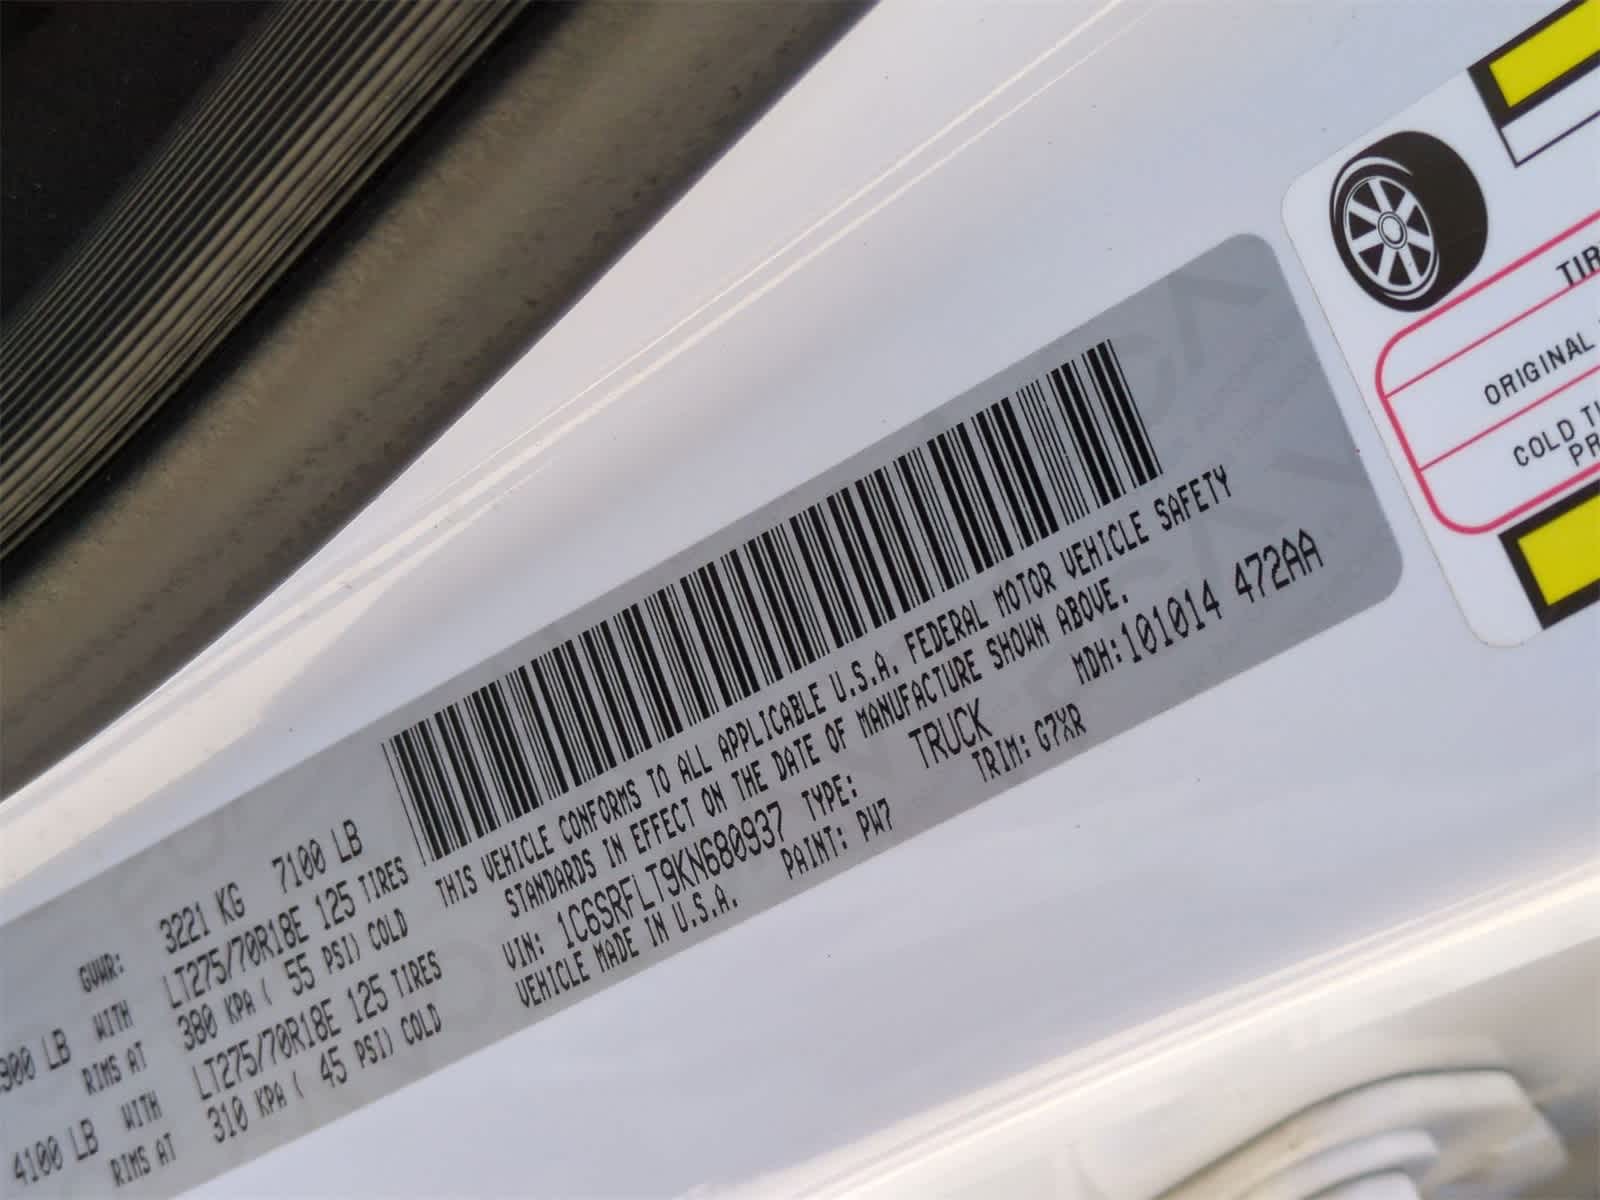 GVWR: 3221 KG 7100 LB
900 LB WITH LT275/70R18E 125 TIRES
RIMS AT 380 KPA ( 55 PSI) COLD
4100 LB WITH LT275/70R18E 125 TIRES
RIMS AT 310 KPA ( 45 PSI) COLD
THIS VEHICLE CONFORMS TO ALL APPLICABLE U.S.A. FEDERAL MOTOR VEHICLE SAFETY
STANDARDS IN EFFECT ON THE DATE OF MANUFACTURE SHOWN ABOVE.
VIN: 1C6SRFLT9KN680937 TYPE: TRUCK MDH:101014 472AA
VEHICLE MADE IN U.S.A. PAINT: PW7 TRIM: G7XR
TIR
ORIGINAL
COLD TI
PR